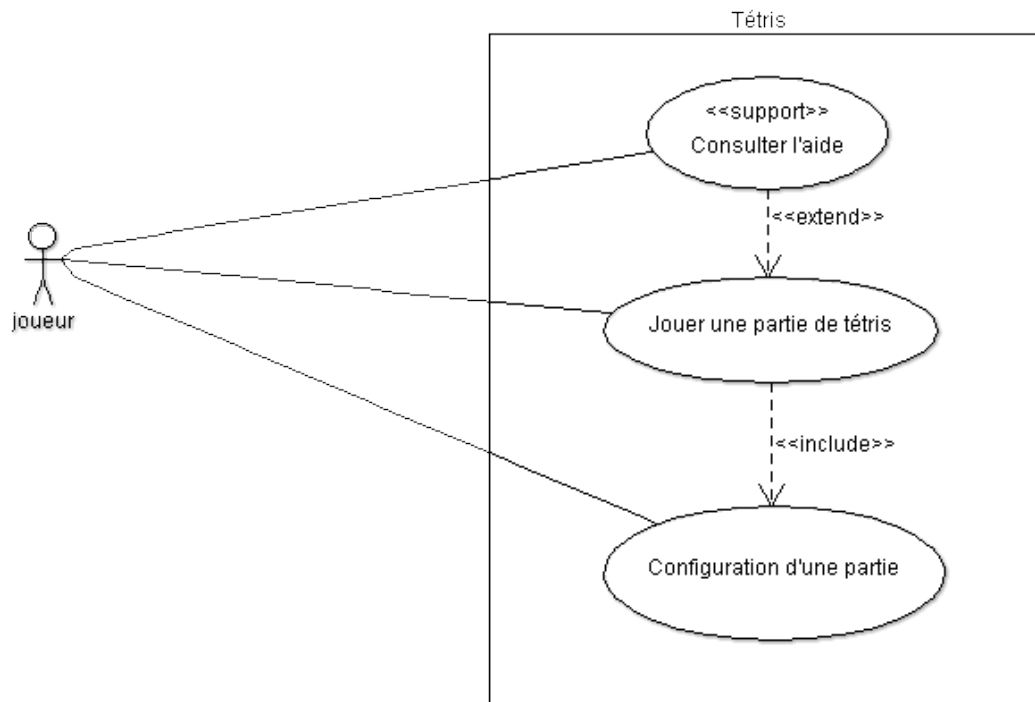 Tétris
<<support>>
Consulter l'aide
<<extend>>
joueur
Jouer une partie de tétris
<<include>>
Configuration d'une partie